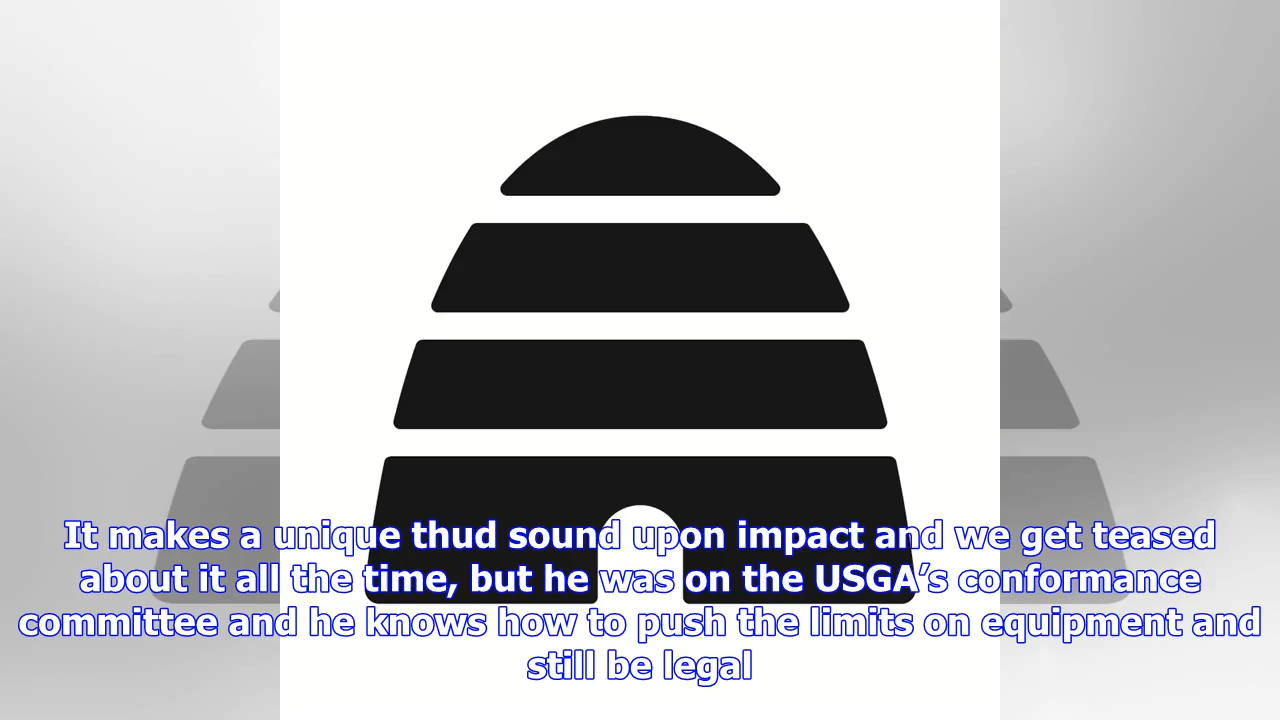 It makes a unique thud sound upon impact and we get teased
about it all the time, but he was on the USGA’s conformance
committee and he knows how to push the limits on equipment and
still be legal